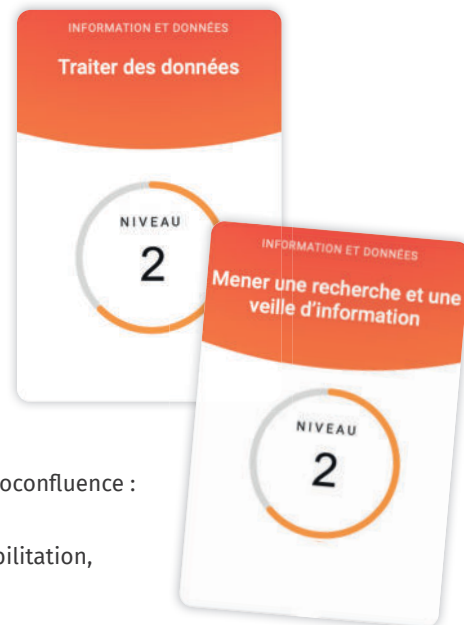 INFORMATION ET DONNÉES
Traiter des données
NIVEAU
2
INFORMATION ET DONNÉES
Mener une recherche et une
veille d'information
NIVEAU
2
oconfluence :
bilitation,